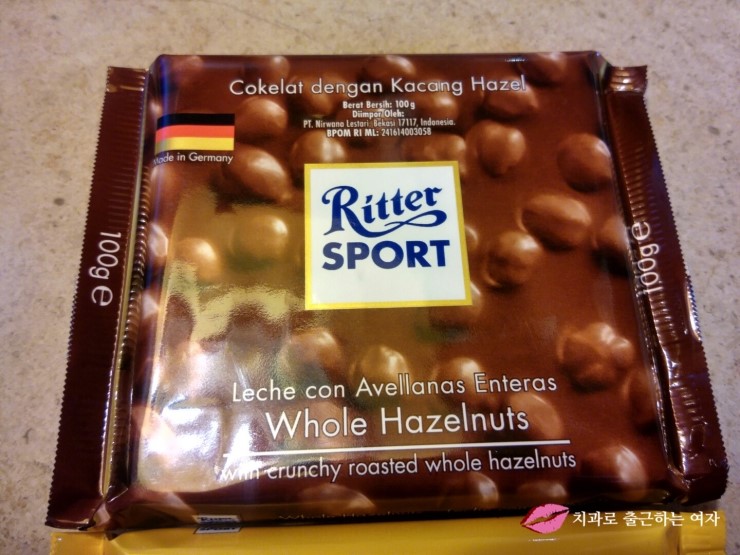 Cokelat dengan Kacang Hazel
Berat Bersih: 100 g
Diimpor Oleh:
PT. Nirwana Lestari, Bekasi 17117, Indonesia.
BPOM RI ML: 241614003058
Made in Germany
Ritter
SPORT
100g e
100g e
Leche con Avellanas Enteras
Whole Hazelnuts
with crunchy roasted whole hazelnuts
치과로 출근하는 여자